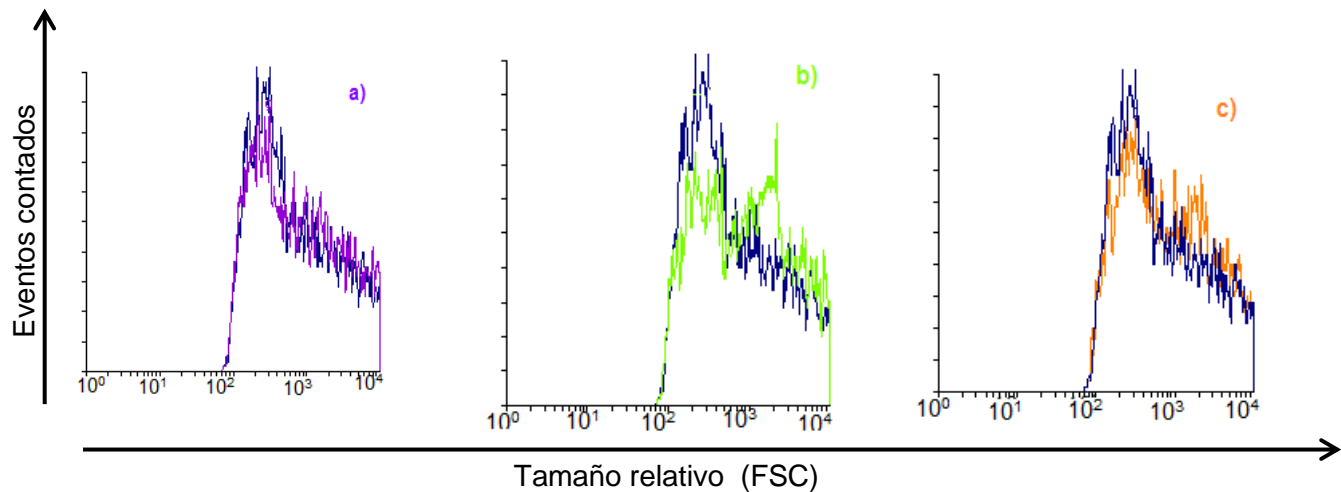 Eventos contados
a)
b)
c)
10⁰ 10¹ 10² 10³ 10⁴
10⁰ 10¹ 10² 10³ 10⁴
10⁰ 10¹ 10² 10³ 10⁴
Tamaño relativo (FSC)